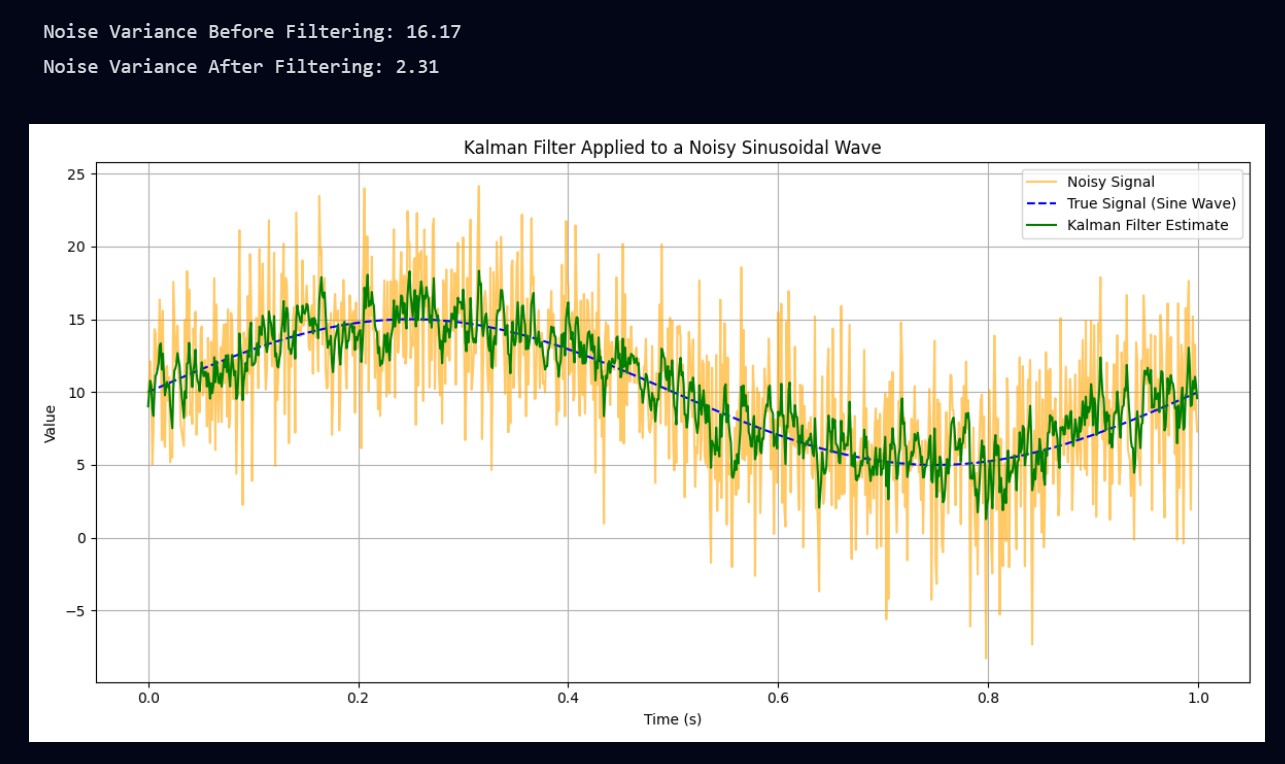 Noise Variance Before Filtering: 16.17
Noise Variance After Filtering: 2.31
Kalman Filter Applied to a Noisy Sinusoidal Wave
Noisy Signal
True Signal (Sine Wave)
Kalman Filter Estimate
25
20
15
10
5
0
−5
Value
0.0 0.2 0.4 0.6 0.8 1.0
Time (s)